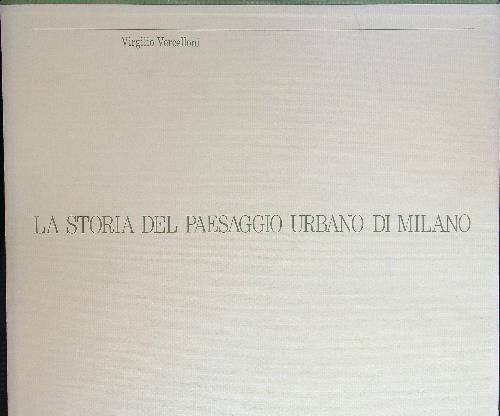 Virgilio Vercelloni
LA STORIA DEL PAESAGGIO URBANO DI MILANO